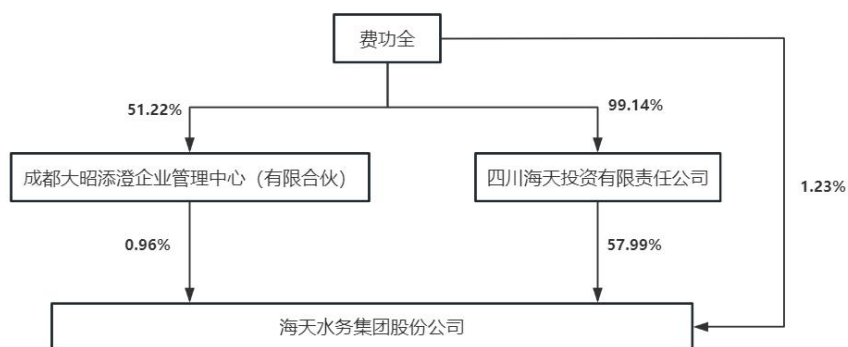 费功全
51.22%
99.14%
成都大昭添澄企业管理中心（有限合伙）
四川海天投资有限责任公司
1.23%
0.96%
57.99%
海天水务集团股份公司